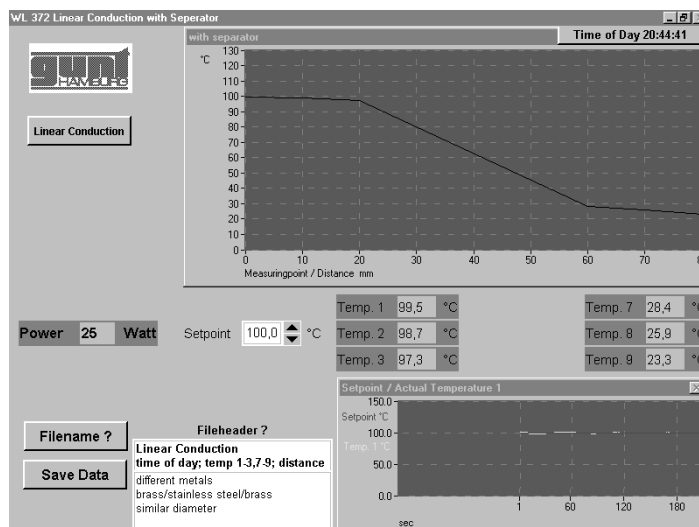 WL 372 Linear Conduction with Seperator
with separator
Time of Day 20:44:41
gunt
HAMBURG
Linear Conduction
°C
130
120
110
100
90
80
70
60
50
40
30
20
10
0
0 10 20 30 40 50 60 70 8
Measuringpoint / Distance mm
Power 25 Watt
Setpoint 100,0 °C
Temp. 1 99,5 °C
Temp. 2 98,7 °C
Temp. 3 97,3 °C
Temp. 7 28,4 °C
Temp. 8 25,9 °C
Temp. 9 23,3 °C
Setpoint / Actual Temperature 1
150.0
Setpoint °C
100.0
Temp. 1 °C
50.0
0.0
1 60 120 180
sec
Filename ?
Save Data
Fileheader ?
Linear Conduction
time of day; temp 1-3,7-9; distance
different metals
brass/stainless steel/brass
similar diameter